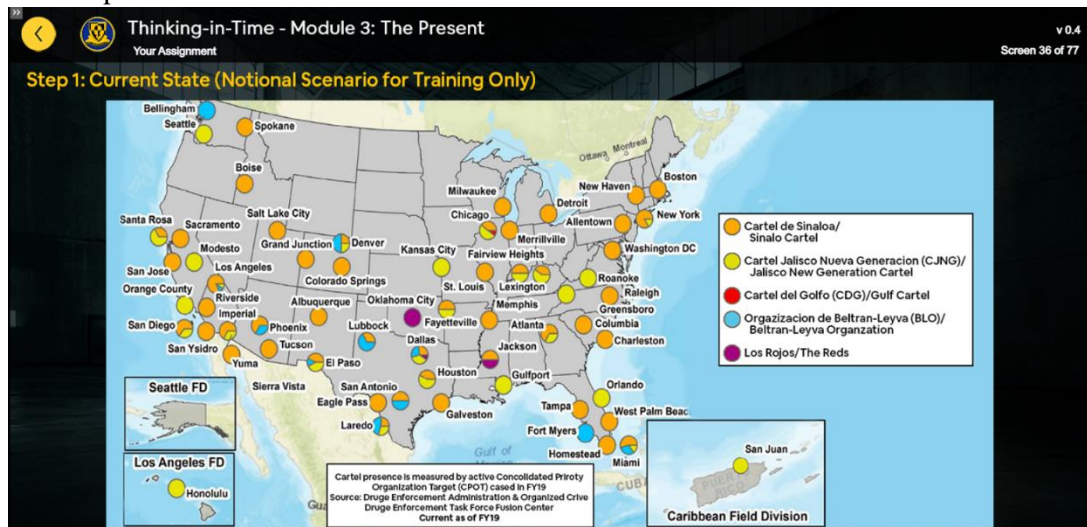 Thinking-in-Time - Module 3: The Present
Your Assignment
v 0.4
Screen 36 of 77
Step 1: Current State (Notional Scenario for Training Only)
Bellingham
Seattle
Spokane
Boise
Ottawa
Montreal
Boston
New Haven
Milwaukee
Detroit
New York
Chicago
Allentown
Merrillville
Santa Rosa
Sacramento
Salt Lake City
Modesto
Grand Junction
Denver
Kansas City
Fairview Heights
Washington DC
San Jose
Los Angeles
Colorado Springs
St. Louis
Lexington
Roanoke
Orange County
Riverside
Albuquerque
Oklahoma City
Memphis
Raleigh
Greensboro
Imperial
Lubbock
Fayetteville
Atlanta
Columbia
San Diego
Phoenix
Dallas
Jackson
Charleston
San Ysidro
Tucson
El Paso
Houston
Gulfport
Yuma
Sierra Vista
San Antonio
Orlando
Eagle Pass
Galveston
Tampa
West Palm Beac
Laredo
Fort Myers
Homestead
Miami
Gulf of
CUB
Seattle FD
Los Angeles FD
Honolulu
San Juan
PUERTO
RICO
Caribbean Field Division
Cartel de Sinaloa/
Sinalo Cartel
Cartel Jalisco Nueva Generacion (CJNG)/
Jalisco New Generation Cartel
Cartel del Golfo (CDG)/Gulf Cartel
Orgazizacion de Beltran-Leyva (BLO)/
Beltran-Leyva Organzation
Los Rojos/The Reds
Cartel presence is measured by active Consolidated Priroty
Organization Target (CPOT) cased in FY19
Source: Druge Enforcement Administration & Organized Crive
Druge Enforcement Task Force Fusion Center
Current as of FY19